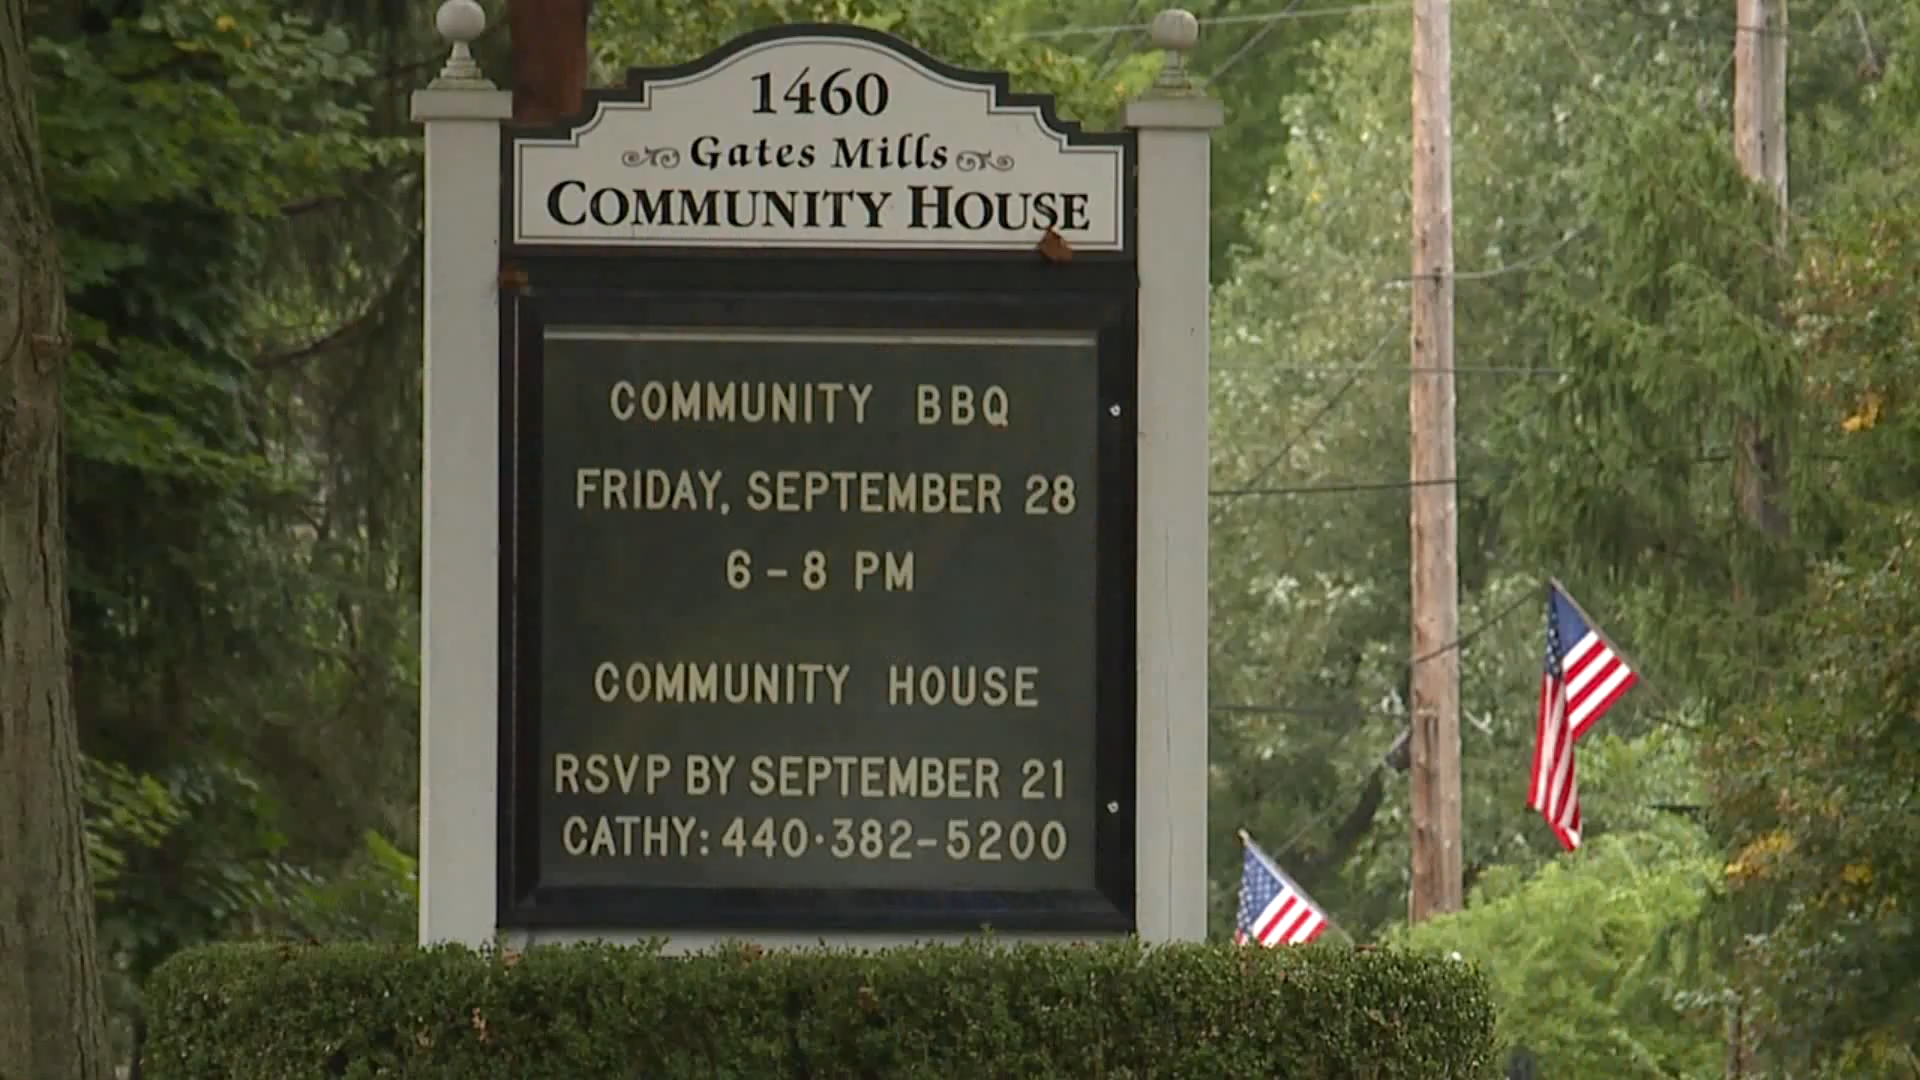 1460
Gates Mills
COMMUNITY HOUSE
COMMUNITY BBQ
FRIDAY, SEPTEMBER 28
6 - 8 PM
COMMUNITY HOUSE
RSVP BY SEPTEMBER 21
CATHY: 440·382-5200